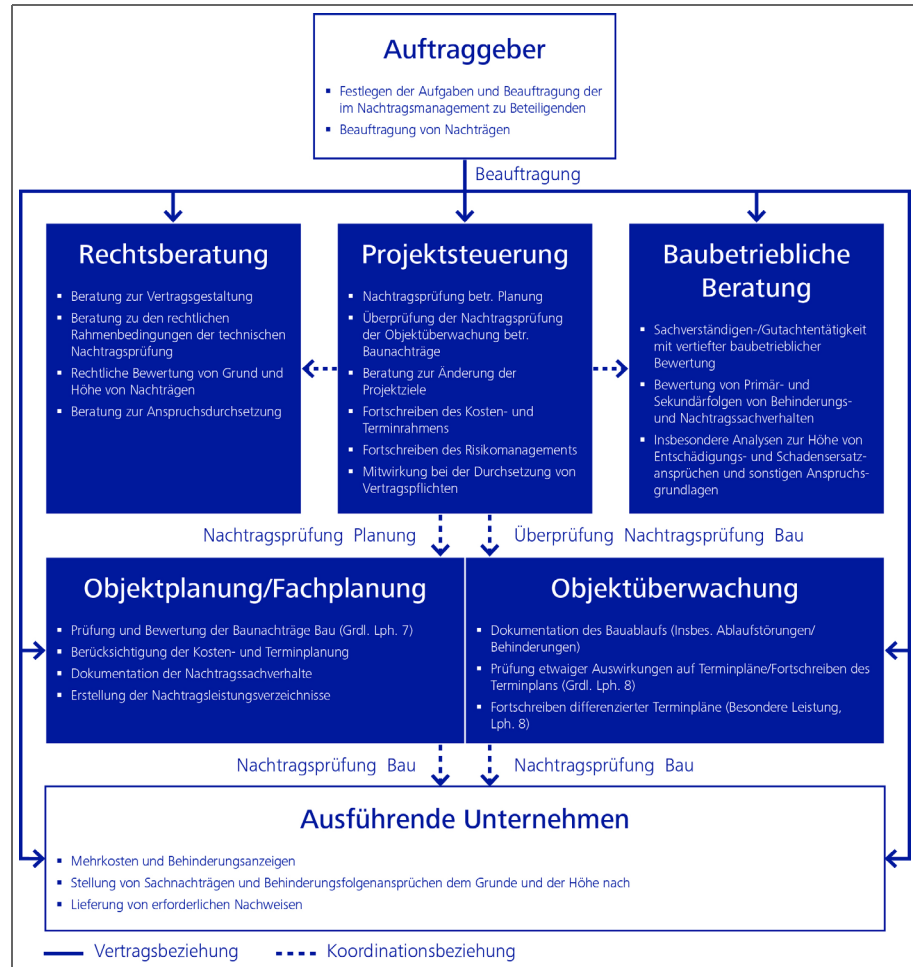 Auftraggeber
▪ Festlegen der Aufgaben und Beauftragung der
im Nachtragsmanagement zu Beteiligenden
▪ Beauftragung von Nachträgen
Beauftragung
Rechtsberatung
▪ Beratung zur Vertragsgestaltung
▪ Beratung zu den rechtlichen
Rahmenbedingungen der technischen
Nachtragsprüfung
▪ Rechtliche Bewertung von Grund und
Höhe von Nachträgen
▪ Beratung zur Anspruchsdurchsetzung
Projektsteuerung
▪ Nachtragsprüfung betr. Planung
▪ Überprüfung der Nachtragsprüfung
der Objektüberwachung betr.
Baunachträge
▪ Beratung zur Änderung der
Projektziele
▪ Fortschreiben des Kosten- und
Terminrahmens
▪ Fortschreiben des Risikomanagements
▪ Mitwirkung bei der Durchsetzung von
Vertragspflichten
Baubetriebliche
Beratung
▪ Sachverständigen-/Gutachtentätigkeit
mit vertiefter baubetrieblicher
Bewertung
▪ Bewertung von Primär- und
Sekundärfolgen von Behinderungs-
und Nachtragssachverhalten
▪ Insbesondere Analysen zur Höhe von
Entschädigungs- und Schadensersatz-
ansprüchen und sonstigen Anspruchs-
grundlagen
Nachtragsprüfung Planung
Überprüfung Nachtragsprüfung Bau
Objektplanung/Fachplanung
▪ Prüfung und Bewertung der Baunachträge Bau (Grdl. Lph. 7)
▪ Berücksichtigung der Kosten- und Terminplanung
▪ Dokumentation der Nachtragssachverhalte
▪ Erstellung der Nachtragsleistungsverzeichnisse
Objektüberwachung
▪ Dokumentation des Bauablaufs (Insbes. Ablaufstörungen/
Behinderungen)
▪ Prüfung etwaiger Auswirkungen auf Terminpläne/Fortschreiben des
Terminplans (Grdl. Lph. 8)
▪ Fortschreiben differenzierter Terminpläne (Besondere Leistung,
Lph. 8)
Nachtragsprüfung Bau
Nachtragsprüfung Bau
Ausführende Unternehmen
▪ Mehrkosten und Behinderungsanzeigen
▪ Stellung von Sachnachträgen und Behinderungsfolgenansprüchen dem Grunde und der Höhe nach
▪ Lieferung von erforderlichen Nachweisen
Vertragsbeziehung
Koordinationsbeziehung